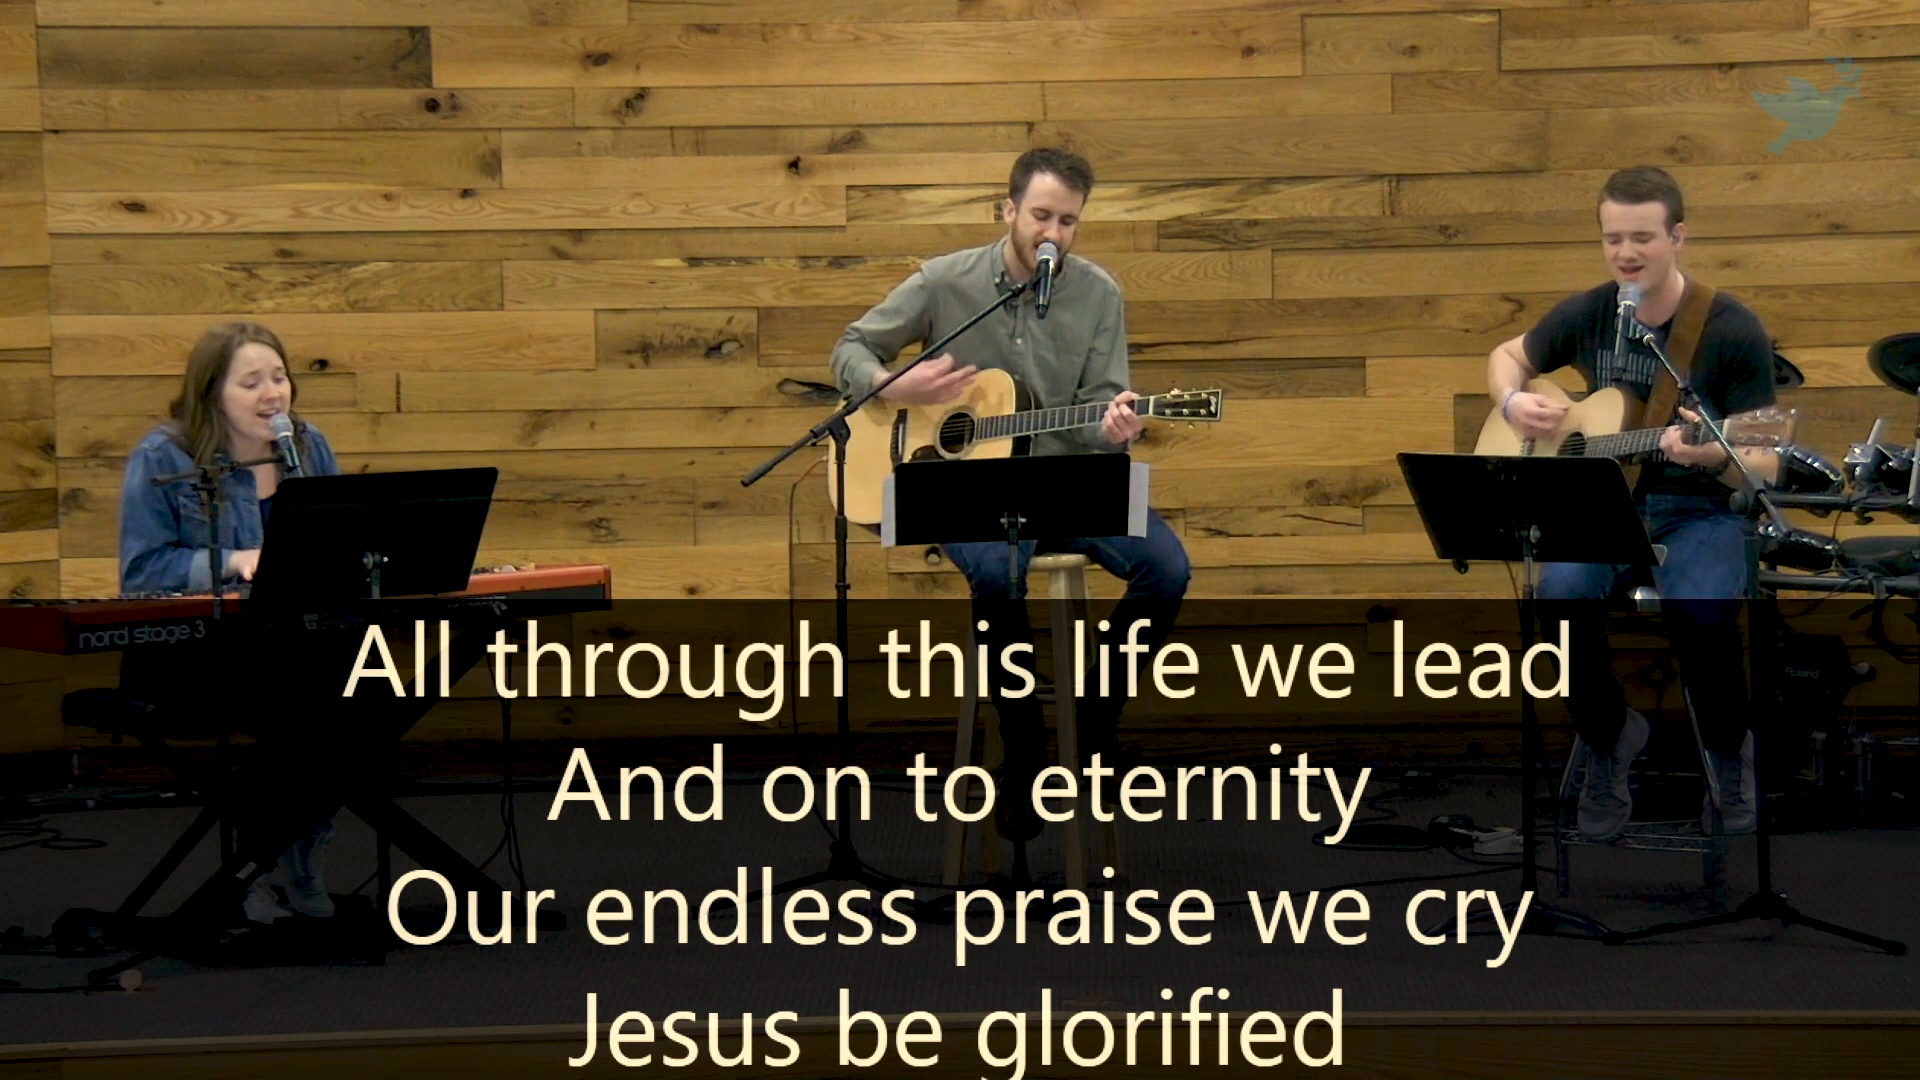 nord stage 3
All through this life we lead
Roland
And on to eternity
Our endless praise we cry
Jesus be glorified